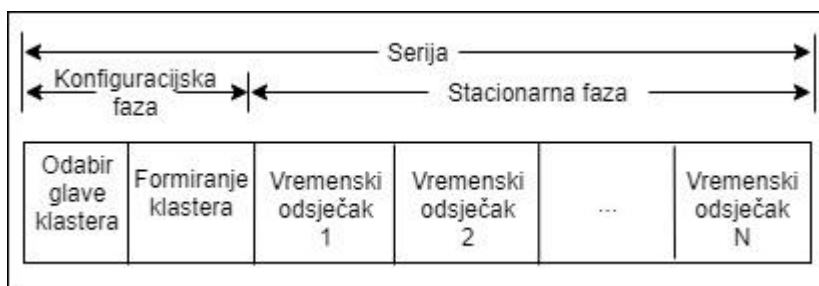 Serija
Konfiguracijska
faza
Stacionarna faza
Odabir
glave
klastera
Formiranje
klastera
Vremenski
odsječak
1
Vremenski
odsječak
2
...
Vremenski
odsječak
N